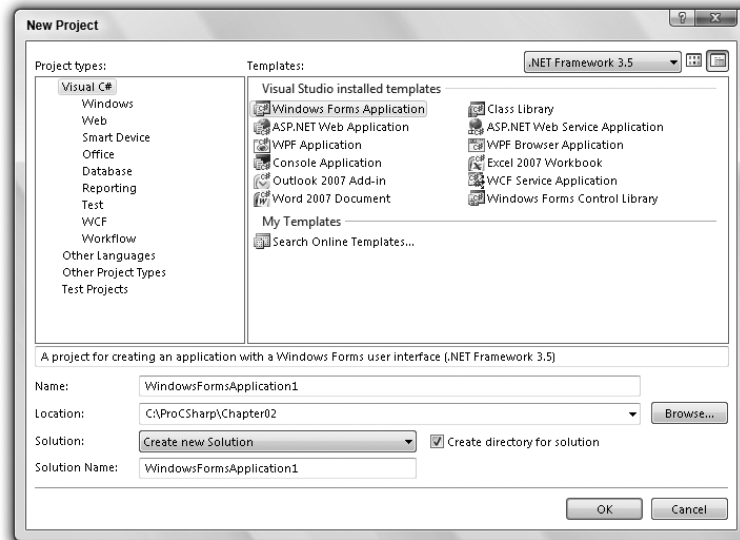 New Project
Project types:
Templates:
.NET Framework 3.5
Visual C#
Windows
Web
Smart Device
Office
Database
Reporting
Test
WCF
Workflow
Other Languages
Other Project Types
Test Projects
Visual Studio installed templates
Windows Forms Application
Class Library
ASP.NET Web Application
ASP.NET Web Service Application
WPF Application
WPF Browser Application
Console Application
Excel 2007 Workbook
Outlook 2007 Add-in
WCF Service Application
Word 2007 Document
Windows Forms Control Library
My Templates
Search Online Templates...
A project for creating an application with a Windows Forms user interface (.NET Framework 3.5)
Name: WindowsFormsApplication1
Location: C:\ProCSharp\Chapter02 Browse...
Solution: Create new Solution Create directory for solution
Solution Name: WindowsFormsApplication1
OK Cancel